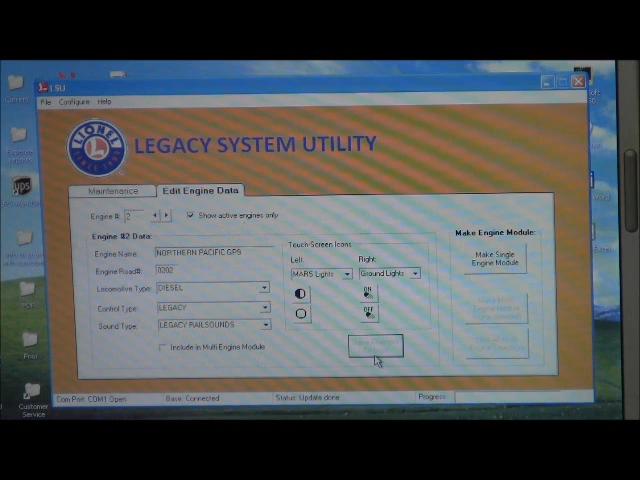 LSU
File Configure Help
LIONEL
LEGACY SYSTEM UTILITY
Maintenance
Edit Engine Data
Engine #: 2
Show active engines only
Engine #2 Data:
Engine Name: NORTHERN PACIFIC GP9
Engine Road#: 0202
Locomotive Type: DIESEL
Control Type: LEGACY
Sound Type: LEGACY RAILSOUNDS
Include in Multi Engine Module
Touch-Screen Icons
Left: Right:
MARS Lights Ground Lights
ON
OFF
Make Engine Module:
Make Single
Engine Module
Com Port: COM1 Open
Base: Connected
Status: Update done
Progress
ups
Customer
Service